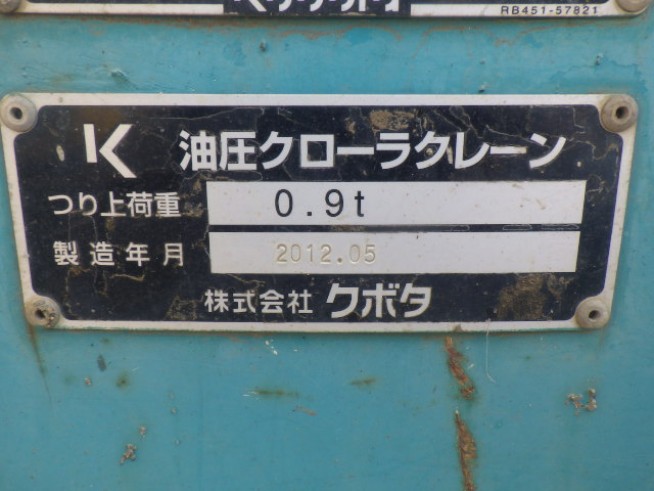 RB451-57821
油圧クローラクレーン
つり上荷重 0.9t
製造年月 2012.05
株式会社 クボタ